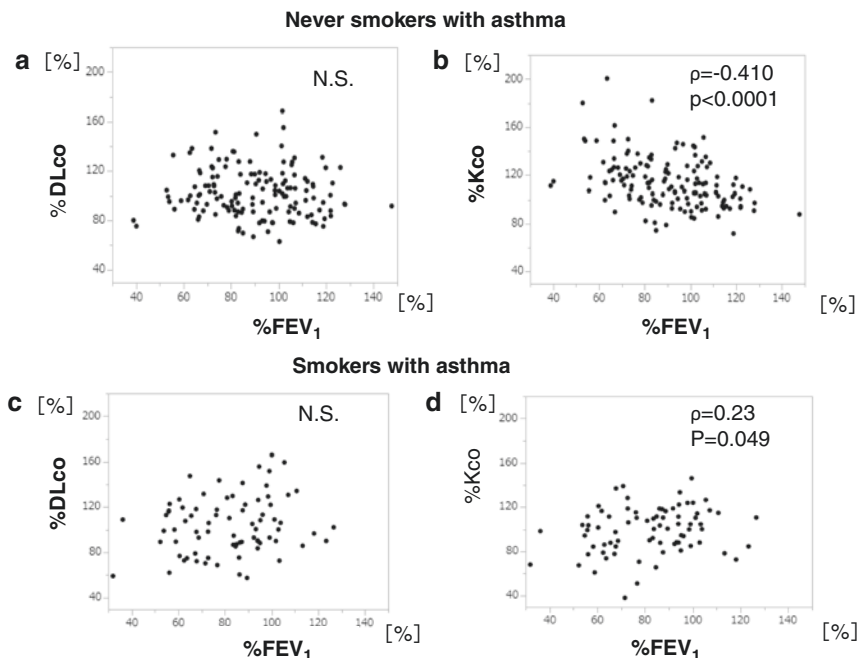 Never smokers with asthma
a [%]
N.S.
200
160
120
80
40
%DLco
40 60 80 100 120 140 [%]
%FEV1
b [%]
ρ=-0.410
p<0.0001
200
160
120
80
40
%Kco
40 60 80 100 120 140 [%]
%FEV1
Smokers with asthma
c [%]
N.S.
200
160
120
80
40
%DLco
40 60 80 100 120 140 [%]
%FEV1
d [%]
ρ=0.23
P=0.049
200
160
120
80
40
%Kco
40 60 80 100 120 140 [%]
%FEV1